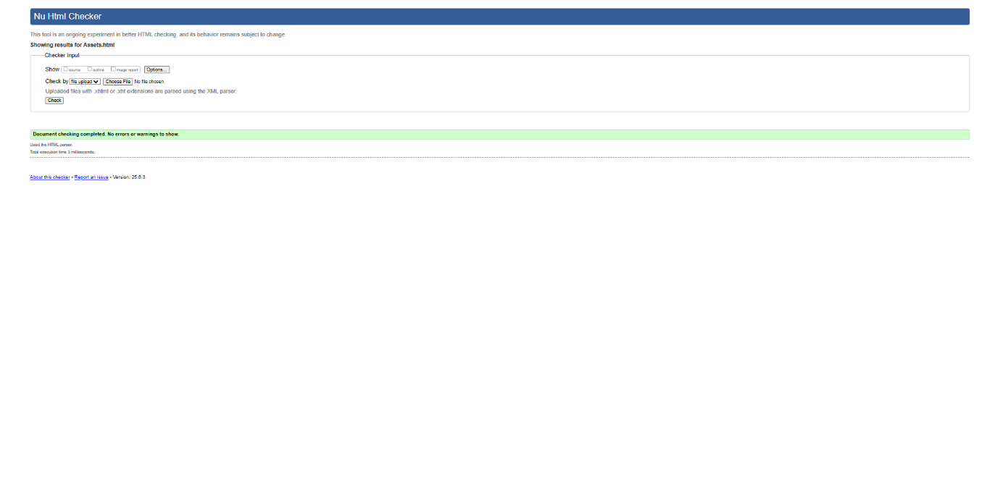 Nu Html Checker
This tool is an ongoing experiment in better HTML checking, and its behavior remains subject to change
Showing results for Assets.html
Checker Input
Show source outline image report Options...
Check by file upload Choose File No file chosen
Uploaded files with .xhtml or .xht extensions are parsed using the XML parser.
Check
Document checking completed. No errors or warnings to show.
Used the HTML parser.
Total execution time 3 milliseconds.
About this checker • Report an issue • Version: 25.6.3